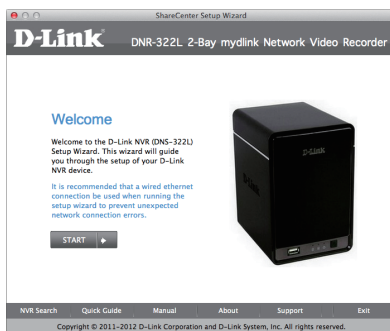 ShareCenter Setup Wizard
D-Link
DNR-322L 2-Bay mydlink Network Video Recorder
Welcome
Welcome to the D-Link NVR (DNS-322L)
Setup Wizard. This wizard will guide
you through the setup of your D-Link
NVR device.
It is recommended that a wired ethernet
connection be used when running the
setup wizard to prevent unexpected
network connection errors.
START
D-Link
D-Link
NVR Search Quick Guide Manual About Support Exit
Copyright © 2011-2012 D-Link Corporation and D-Link System, Inc. All rights reserved.